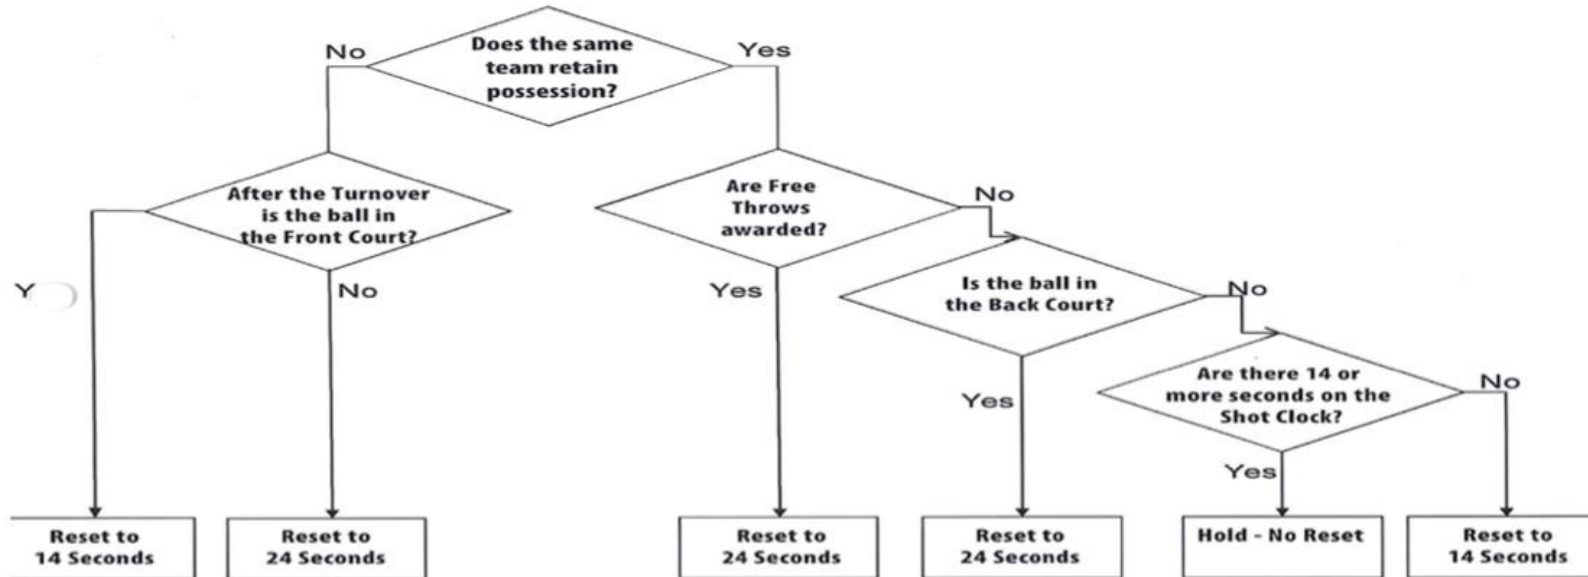 Does the same
team retain
possession?
No
Yes
After the Turnover
is the ball in
the Front Court?
Are Free
Throws
awarded?
No
Y
No
Yes
Is the ball in
the Back Court?
No
Yes
Are there 14 or
more seconds on the
Shot Clock?
No
Yes
Reset to
14 Seconds
Reset to
24 Seconds
Reset to
24 Seconds
Reset to
24 Seconds
Hold - No Reset
Reset to
14 Seconds